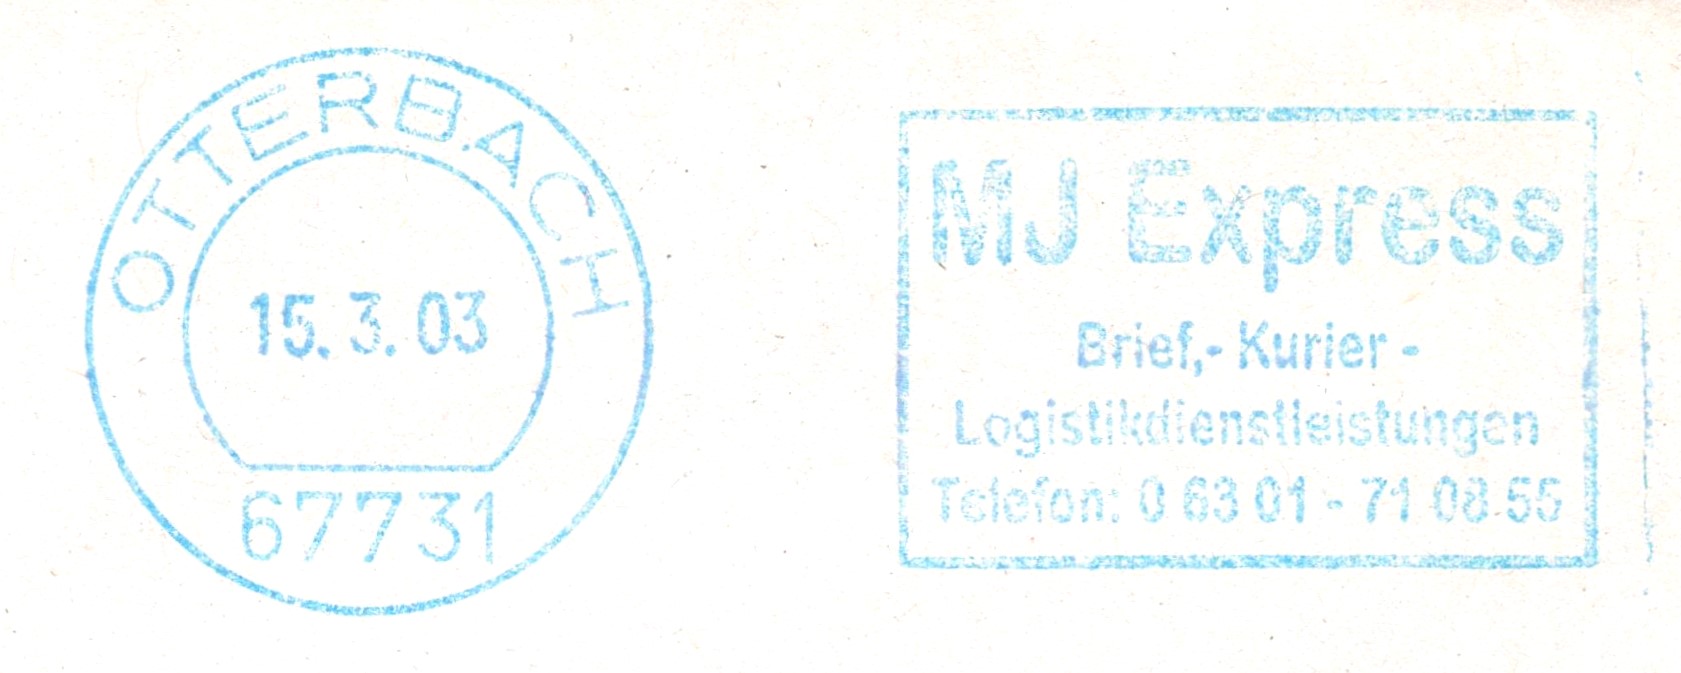 OTTERBACH
15.3.03
67731
MJ Express
Brief,- Kurier -
Logistikdienstleistungen
Telefon: 0 63 01 - 71 08 55